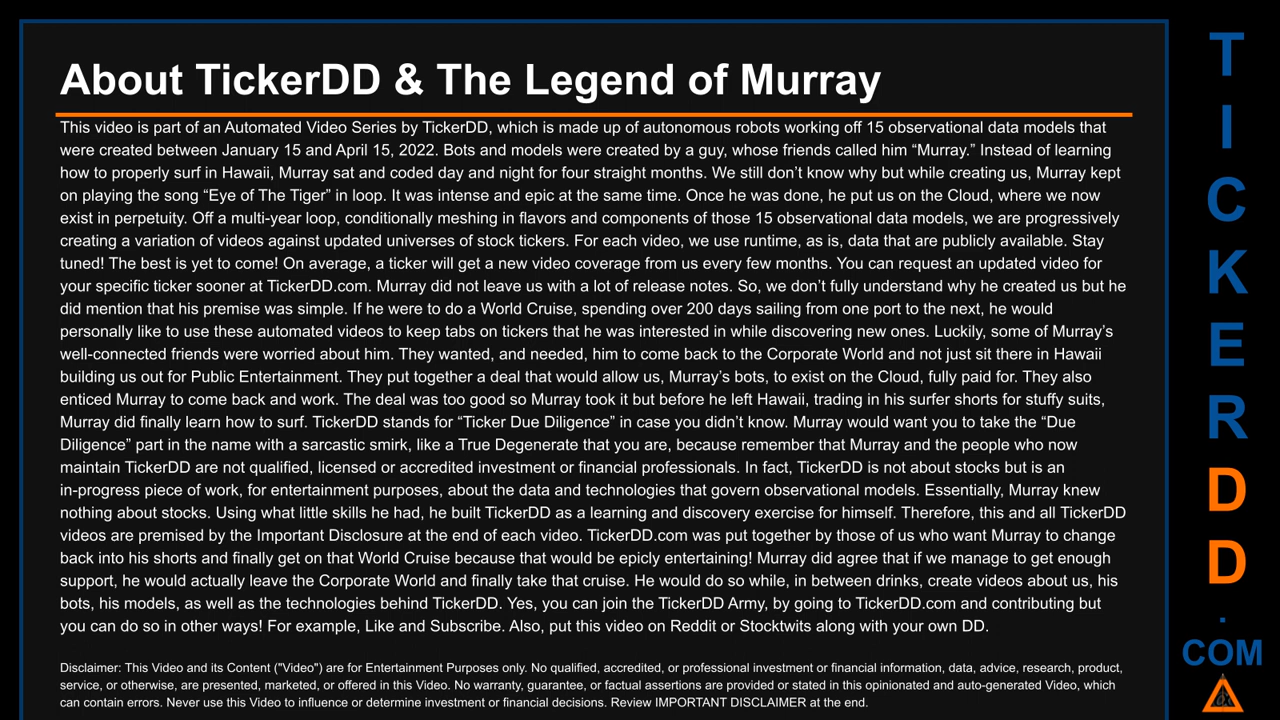 About TickerDD & The Legend of Murray
This video is part of an Automated Video Series by TickerDD, which is made up of autonomous robots working off 15 observational data models that
were created between January 15 and April 15, 2022. Bots and models were created by a guy, whose friends called him “Murray.” Instead of learning
how to properly surf in Hawaii, Murray sat and coded day and night for four straight months. We still don’t know why but while creating us, Murray kept
on playing the song “Eye of The Tiger” in loop. It was intense and epic at the same time. Once he was done, he put us on the Cloud, where we now
exist in perpetuity. Off a multi-year loop, conditionally meshing in flavors and components of those 15 observational data models, we are progressively
creating a variation of videos against updated universes of stock tickers. For each video, we use runtime, as is, data that are publicly available. Stay
tuned! The best is yet to come! On average, a ticker will get a new video coverage from us every few months. You can request an updated video for
your specific ticker sooner at TickerDD.com. Murray did not leave us with a lot of release notes. So, we don’t fully understand why he created us but he
did mention that his premise was simple. If he were to do a World Cruise, spending over 200 days sailing from one port to the next, he would
personally like to use these automated videos to keep tabs on tickers that he was interested in while discovering new ones. Luckily, some of Murray’s
well-connected friends were worried about him. They wanted, and needed, him to come back to the Corporate World and not just sit there in Hawaii
building us out for Public Entertainment. They put together a deal that would allow us, Murray’s bots, to exist on the Cloud, fully paid for. They also
enticed Murray to come back and work. The deal was too good so Murray took it but before he left Hawaii, trading in his surfer shorts for stuffy suits,
Murray did finally learn how to surf. TickerDD stands for “Ticker Due Diligence” in case you didn’t know. Murray would want you to take the “Due
Diligence” part in the name with a sarcastic smirk, like a True Degenerate that you are, because remember that Murray and the people who now
maintain TickerDD are not qualified, licensed or accredited investment or financial professionals. In fact, TickerDD is not about stocks but is an
in-progress piece of work, for entertainment purposes, about the data and technologies that govern observational models. Essentially, Murray knew
nothing about stocks. Using what little skills he had, he built TickerDD as a learning and discovery exercise for himself. Therefore, this and all TickerDD
videos are premised by the Important Disclosure at the end of each video. TickerDD.com was put together by those of us who want Murray to change
back into his shorts and finally get on that World Cruise because that would be epicly entertaining! Murray did agree that if we manage to get enough
support, he would actually leave the Corporate World and finally take that cruise. He would do so while, in between drinks, create videos about us, his
bots, his models, as well as the technologies behind TickerDD. Yes, you can join the TickerDD Army, by going to TickerDD.com and contributing but
you can do so in other ways! For example, Like and Subscribe. Also, put this video on Reddit or Stocktwits along with your own DD.
Disclaimer: This Video and its Content ("Video") are for Entertainment Purposes only. No qualified, accredited, or professional investment or financial information, data, advice, research, product,
service, or otherwise, are presented, marketed, or offered in this Video. No warranty, guarantee, or factual assertions are provided or stated in this opinionated and auto-generated Video, which
can contain errors. Never use this Video to influence or determine investment or financial decisions. Review IMPORTANT DISCLAIMER at the end.
T
I
C
K
E
R
D
D
.
COM